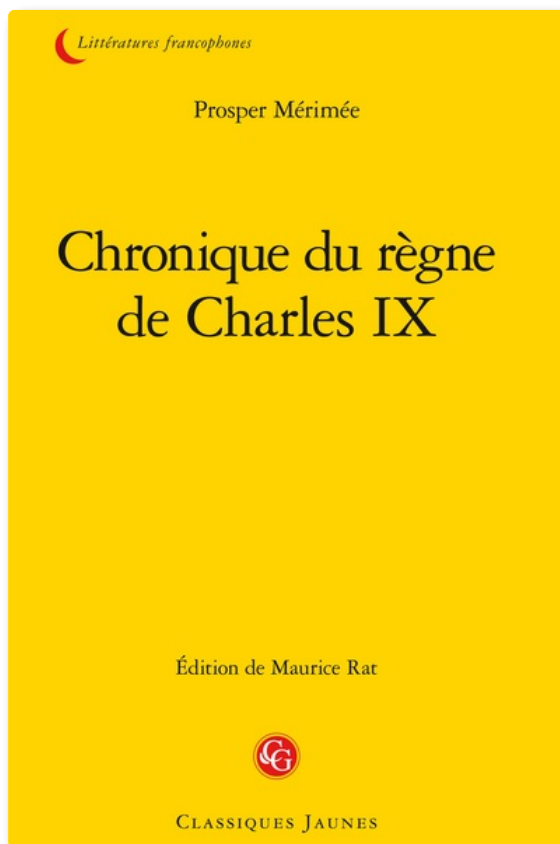 Littératures francophones
Prosper Mérimée
Chronique du règne
de Charles IX
Édition de Maurice Rat
CG
Classiques Jaunes